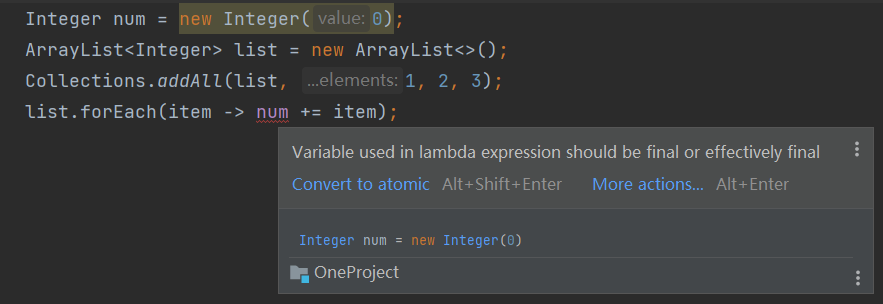 Integer num = new Integer( value: 0);
ArrayList<Integer> list = new ArrayList<>();
Collections.addAll(list, ...elements: 1, 2, 3);
list.forEach(item -> num += item);
Variable used in lambda expression should be final or effectively final
Convert to atomic Alt+Shift+Enter More actions... Alt+Enter
Integer num = new Integer(0)
OneProject